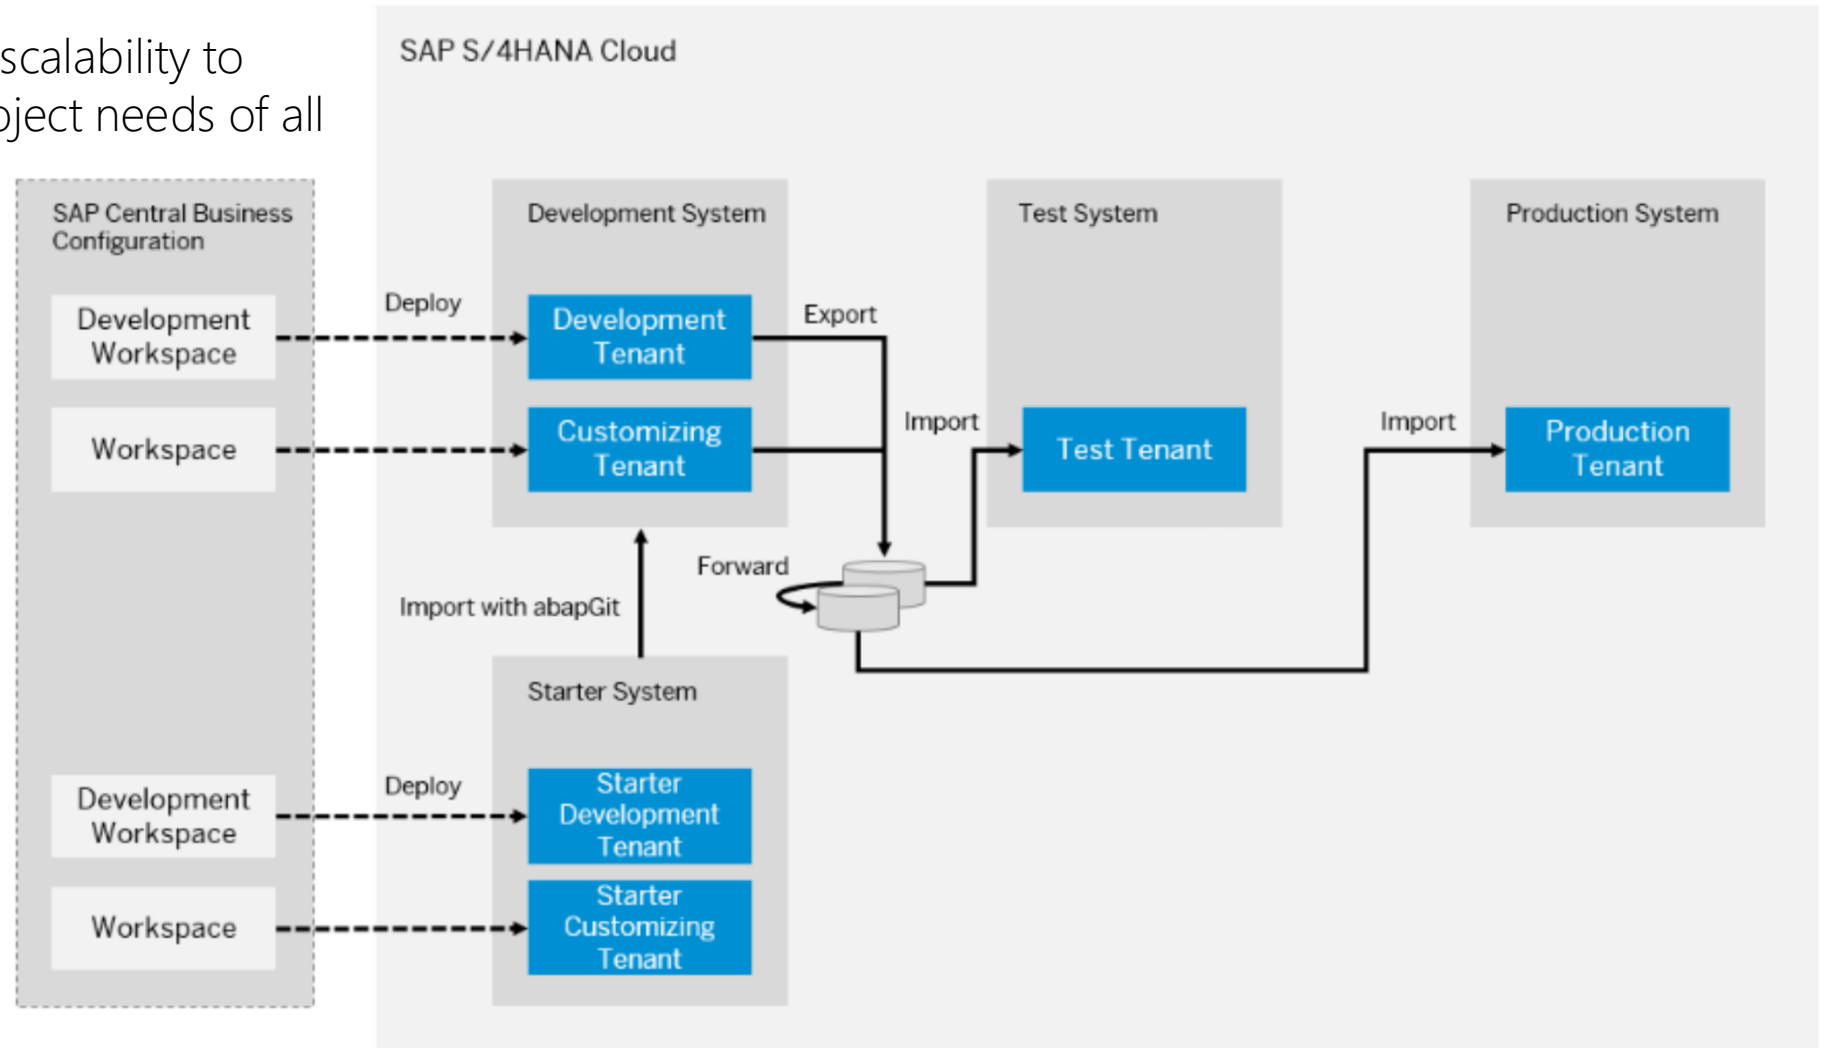 scalability to
needs of all
SAP S/4HANA Cloud
SAP Central Business
Configuration
Development
Workspace
Workspace
Development
Workspace
Workspace
Deploy
Development System
Development
Tenant
Customizing
Tenant
Export
Import
Test System
Test Tenant
Import
Production System
Production
Tenant
Forward
Import with abapGit
Starter System
Deploy
Starter
Development
Tenant
Starter
Customizing
Tenant